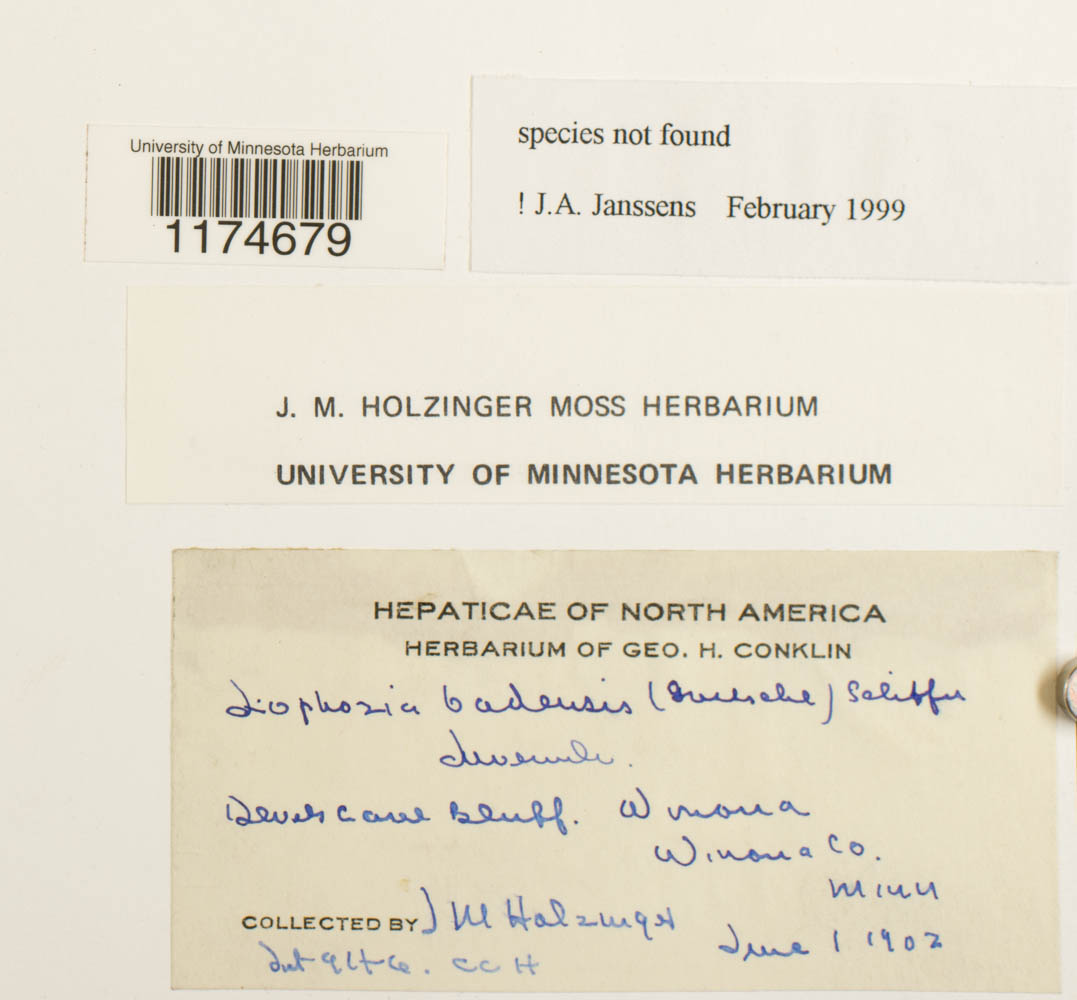 University of Minnesota Herbarium
1174679
species not found
! J.A. Janssens February 1999
J. M. HOLZINGER MOSS HERBARIUM
UNIVERSITY OF MINNESOTA HERBARIUM
HEPATICAE OF NORTH AMERICA
HERBARIUM OF GEO. H. CONKLIN
Lophozia badensis (Gottsche) Schiffn
Juvenile.
Devils Cave Bluff. Winona
Winona Co.
Minn
COLLECTED BY J M Holzinger
June 1 1902
C C H